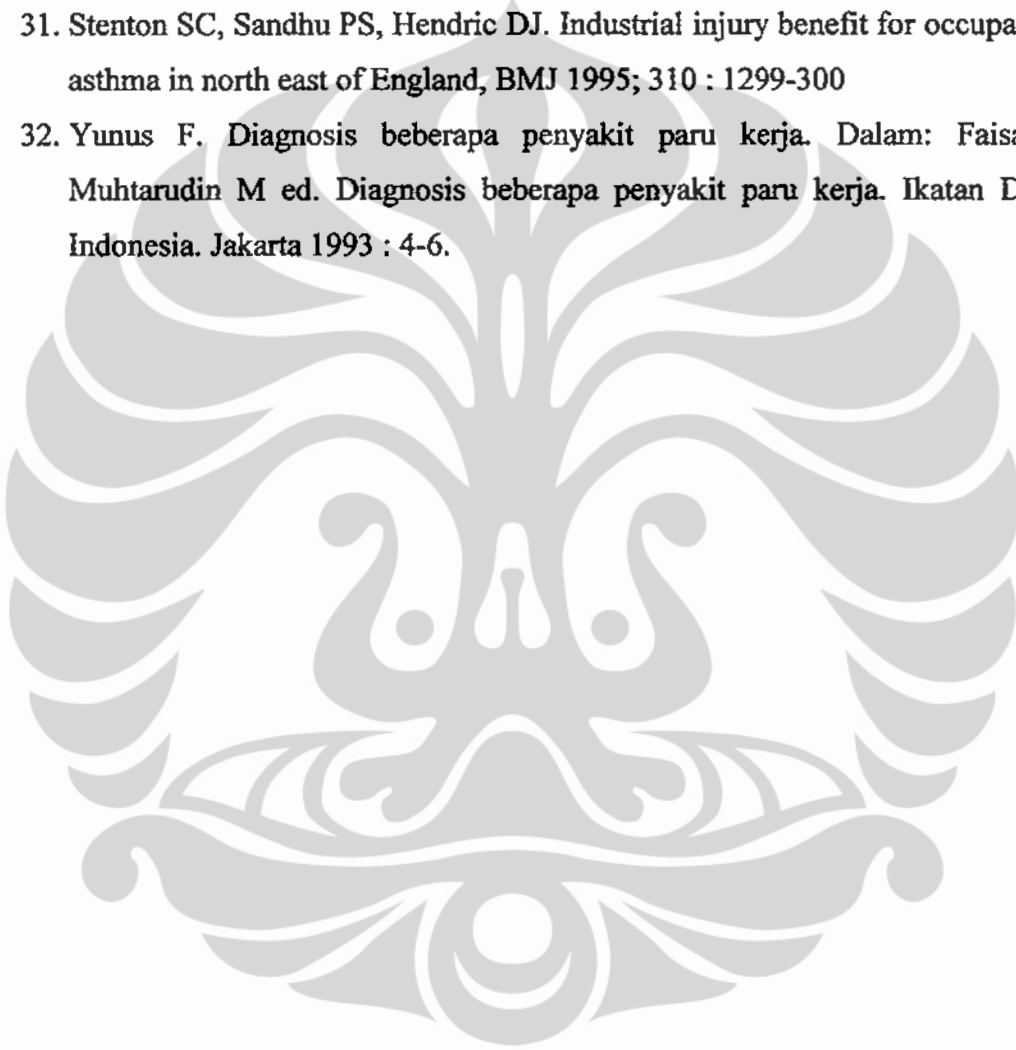 31. Stenton SC, Sandhu PS, Hendric DJ. Industrial injury benefit for occupa
asthma in north east of England, BMJ 1995; 310 : 1299-300
32. Yunus F. Diagnosis beberapa penyakit paru kerja. Dalam: Faisa
Muhtarudin M ed. Diagnosis beberapa penyakit paru kerja. Ikatan D
Indonesia. Jakarta 1993 : 4-6.